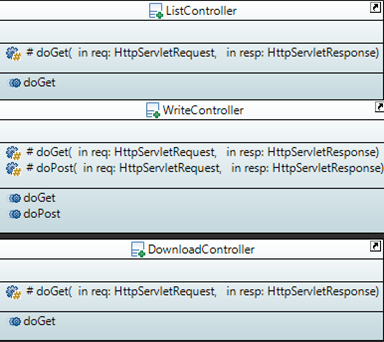 ListController
# doGet( in req: HttpServletRequest, in resp: HttpServletResponse)
doGet
WriteController
# doGet( in req: HttpServletRequest, in resp: HttpServletResponse)
# doPost( in req: HttpServletRequest, in resp: HttpServletResponse)
doGet
doPost
DownloadController
# doGet( in req: HttpServletRequest, in resp: HttpServletResponse)
doGet